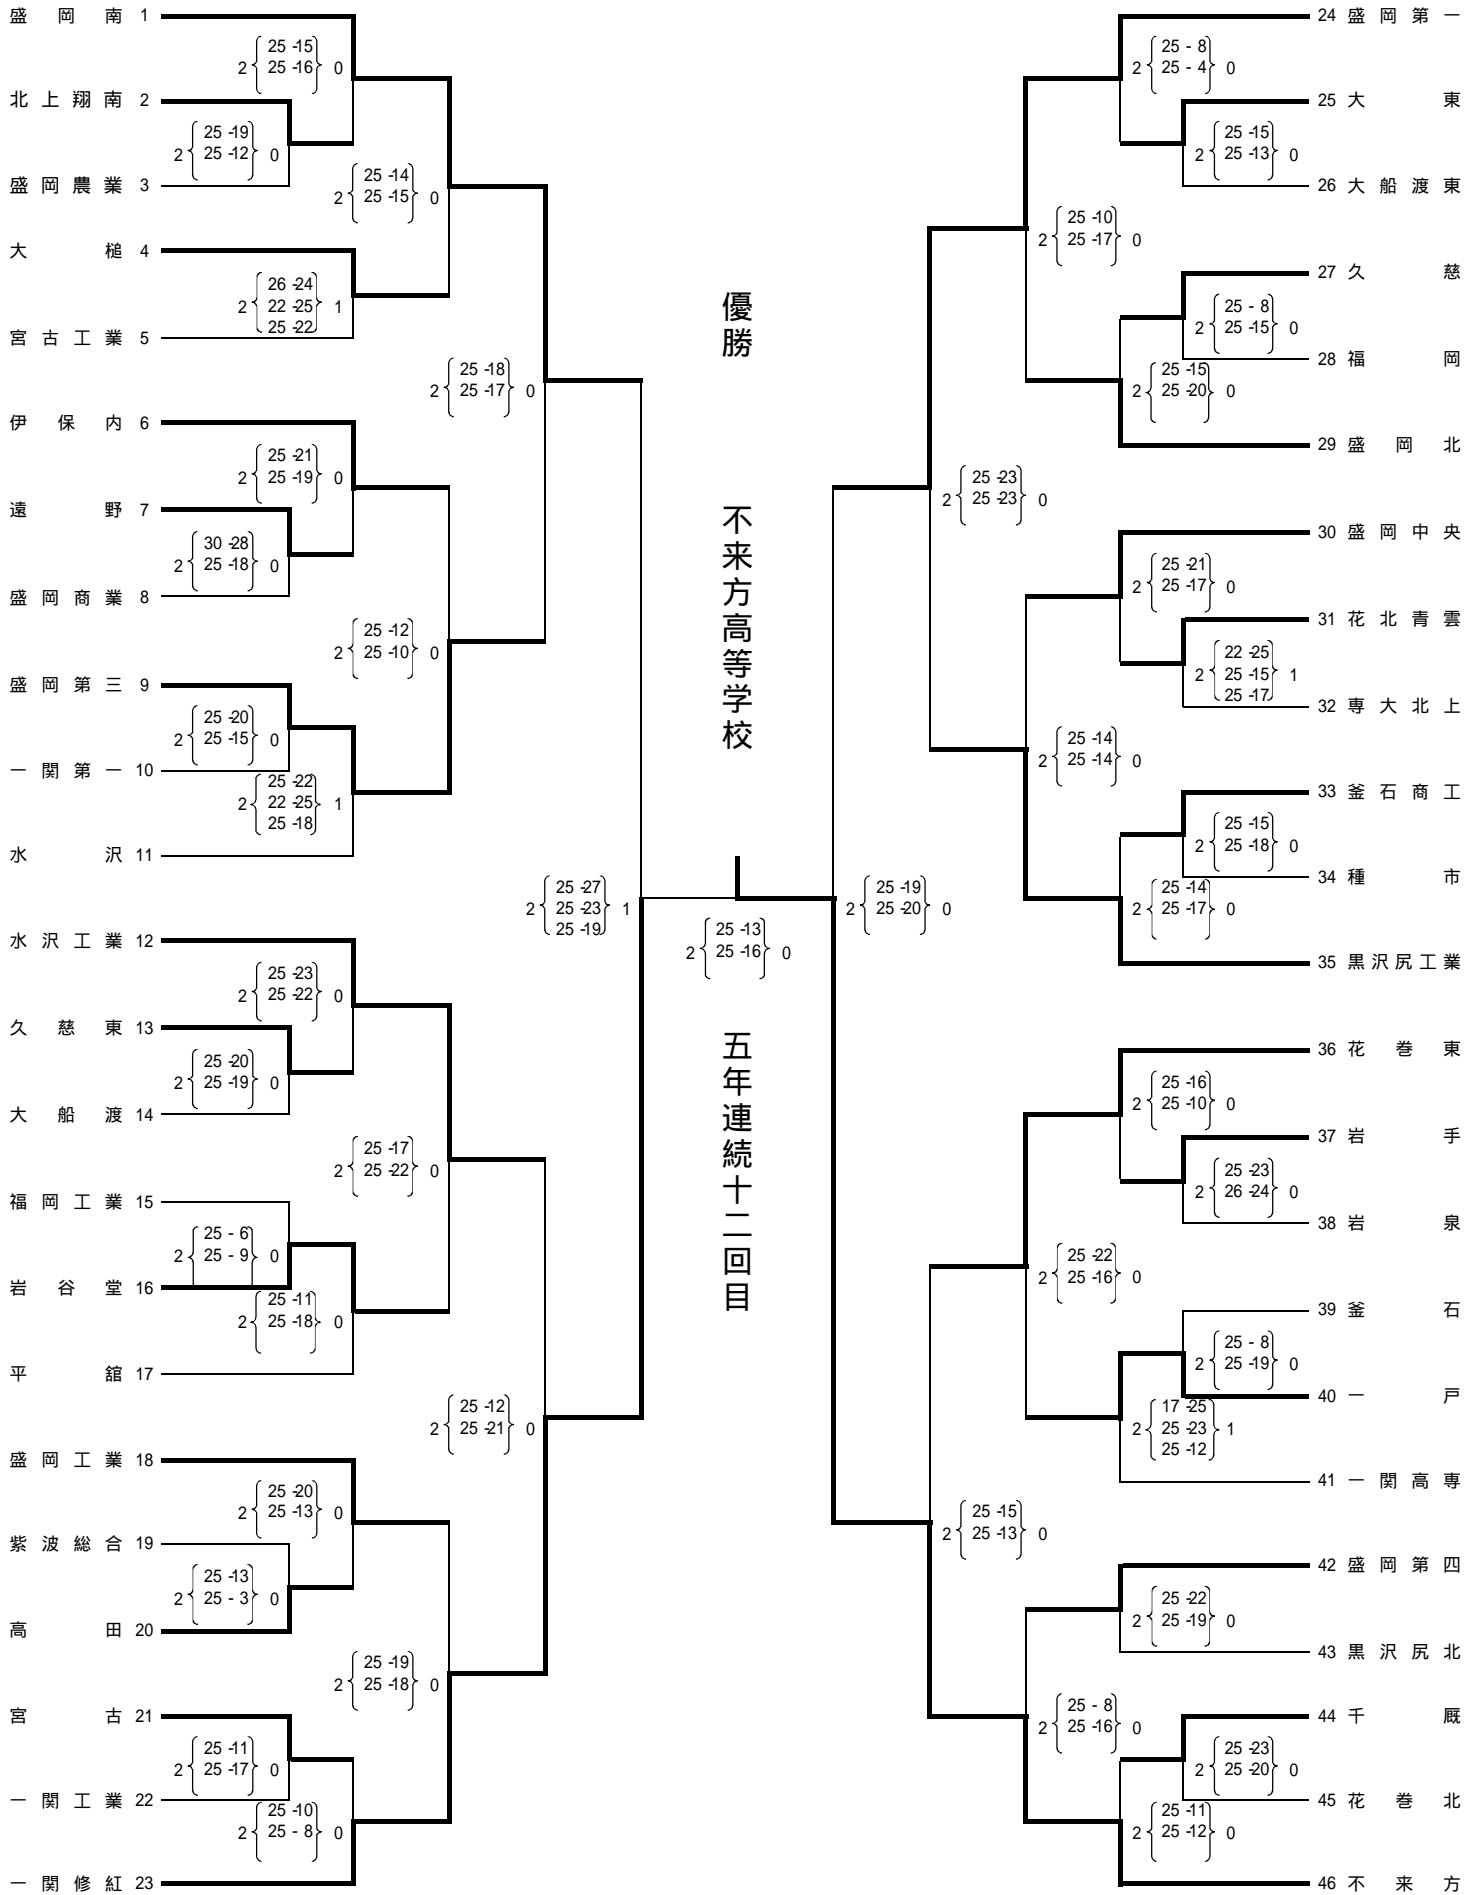 盛岡南 1
25 -15
2 25 -16 0
北上翔南 2
25 -19
2 25 -12 0
盛岡農業 3
25 -14
2 25 -15 0
大槌 4
26 -24
2 22 -25 1
25 -22
宮古工業 5
25 -18
2 25 -17 0
伊保内 6
25 -21
2 25 -19 0
遠野 7
30 -28
2 25 -18 0
盛岡商業 8
25 -12
2 25 -10 0
盛岡第三 9
25 -20
2 25 -15 0
一関第一 10
25 -22
2 22 -25 1
25 -18
水沢 11
25 -27
2 25 -23 1
25 -19
水沢工業 12
25 -23
2 25 -22 0
久慈東 13
25 -20
2 25 -19 0
大船渡 14
25 -17
2 25 -22 0
福岡工業 15
25 - 6
2 25 - 9 0
岩谷堂 16
25 -11
2 25 -18 0
平舘 17
25 -12
2 25 -21 0
盛岡工業 18
25 -20
2 25 -13 0
紫波総合 19
25 -13
2 25 - 3 0
高田 20
25 -19
2 25 -18 0
宮古 21
25 -11
2 25 -17 0
一関工業 22
25 -10
2 25 - 8 0
一関修紅 23
優勝
不来方高等学校
五年連続十二回目
25 -13
2 25 -16 0
24 盛岡第一
25 - 8
2 25 - 4 0
25 大東
25 -15
2 25 -13 0
26 大船渡東
25 -10
2 25 -17 0
27 久慈
25 - 8
2 25 -15 0
28 福岡
25 -15
2 25 -20 0
29 盛岡北
25 -23
2 25 -23 0
30 盛岡中央
25 -21
2 25 -17 0
31 花北青雲
22 -25
2 25 -15 1
25 -17
32 専大北上
25 -14
2 25 -14 0
33 釜石商工
25 -15
2 25 -18 0
34 種市
25 -14
2 25 -17 0
25 -19
2 25 -20 0
35 黒沢尻工業
36 花巻東
25 -16
2 25 -10 0
37 岩手
25 -23
2 26 -24 0
38 岩泉
25 -22
2 25 -16 0
39 釜石
25 - 8
2 25 -19 0
40 一戸
17 -25
2 25 -23 1
25 -12
41 一関高専
25 -15
2 25 -13 0
42 盛岡第四
25 -22
2 25 -19 0
43 黒沢尻北
25 - 8
2 25 -16 0
44 千厩
25 -23
2 25 -20 0
45 花巻北
25 -11
2 25 -12 0
46 不来方